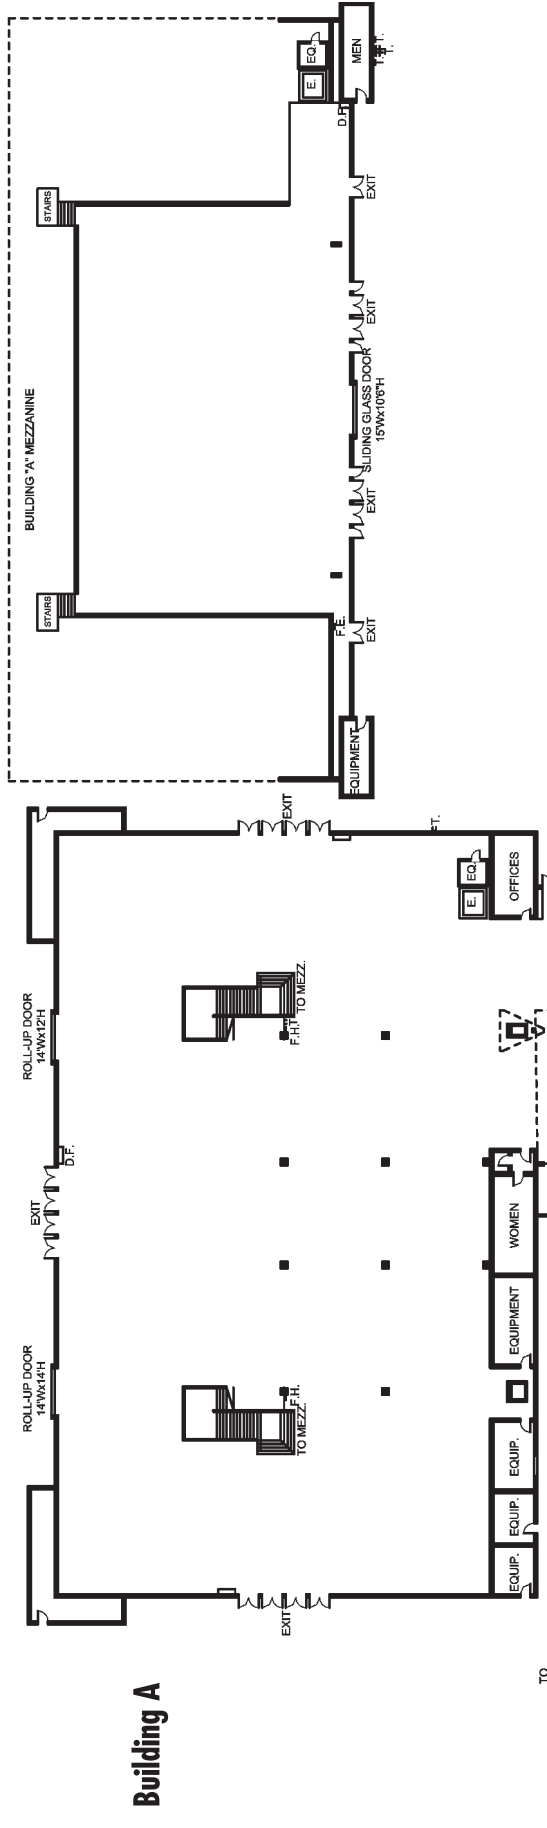 Building A
ROLL-UP DOOR
14'Wx14'H
EXIT
ROLL-UP DOOR
14'Wx12'H
D.F.
EXIT
EXIT
F.H.
TO MEZZ.
F.H.T.
TO MEZZ.
T.
EQUIP.
EQUIP.
EQUIP.
EQUIPMENT
WOMEN
E.
EQ.
OFFICES
TO
BUILDING "A" MEZZANINE
STAIRS
STAIRS
EQ.
E.
MEN
D.F.
F.E.
EQUIPMENT
EXIT
EXIT
SLIDING GLASS DOOR
15'Wx10'6"H
EXIT
EXIT